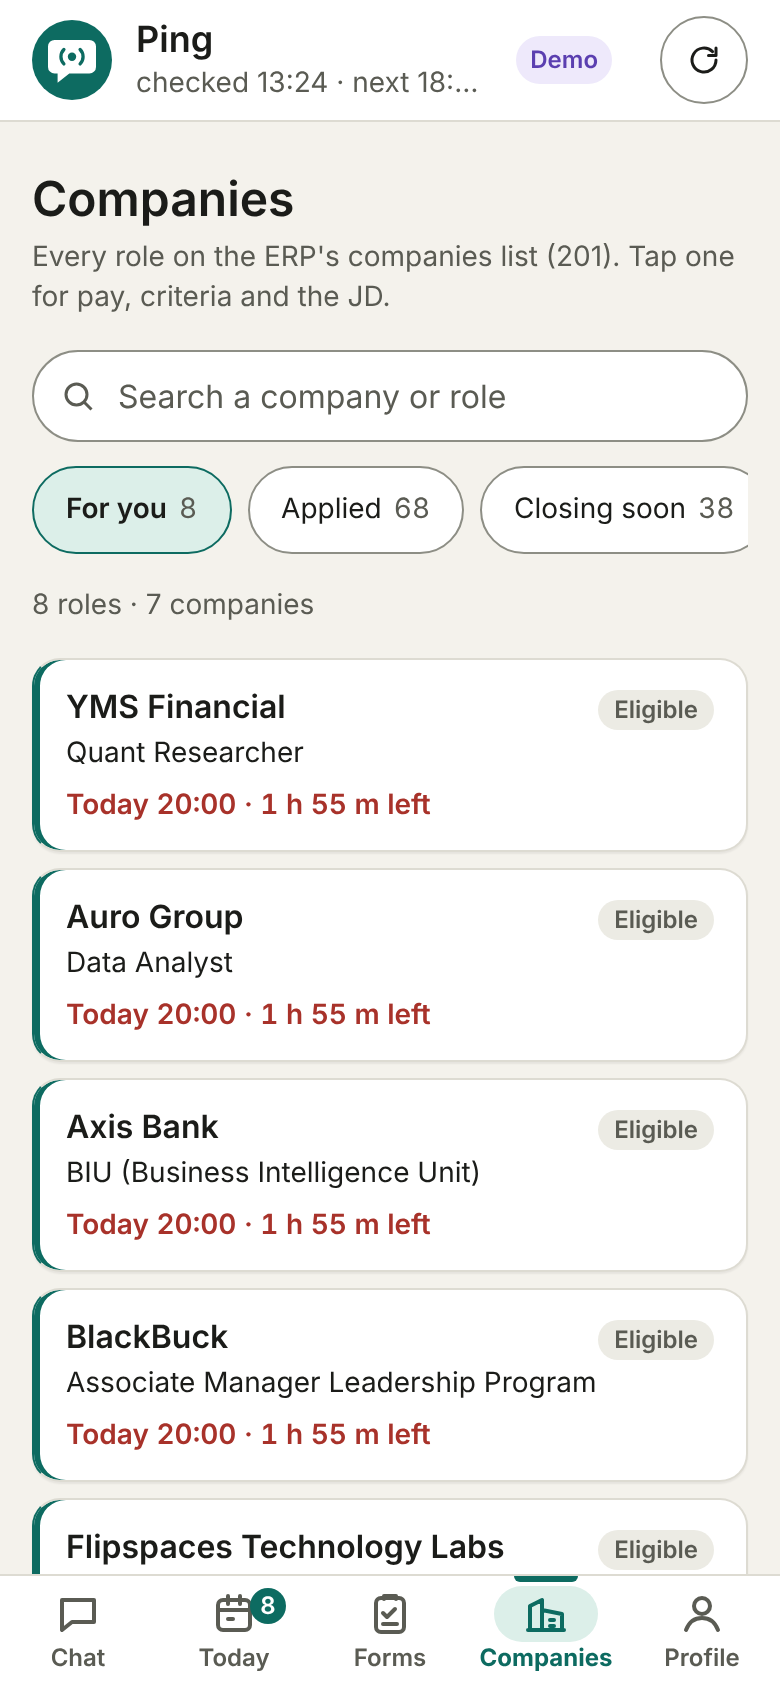 Ping
checked 13:24 · next 18:...
Demo
Companies
Every role on the ERP's companies list (201). Tap one
for pay, criteria and the JD.
Search a company or role
For you 8
Applied 68
Closing soon 38
8 roles · 7 companies
YMS Financial
Eligible
Quant Researcher
Today 20:00 · 1 h 55 m left
Auro Group
Eligible
Data Analyst
Today 20:00 · 1 h 55 m left
Axis Bank
Eligible
BIU (Business Intelligence Unit)
Today 20:00 · 1 h 55 m left
BlackBuck
Eligible
Associate Manager Leadership Program
Today 20:00 · 1 h 55 m left
Flipspaces Technology Labs
Eligible
8
Chat
Today
Forms
Companies
Profile